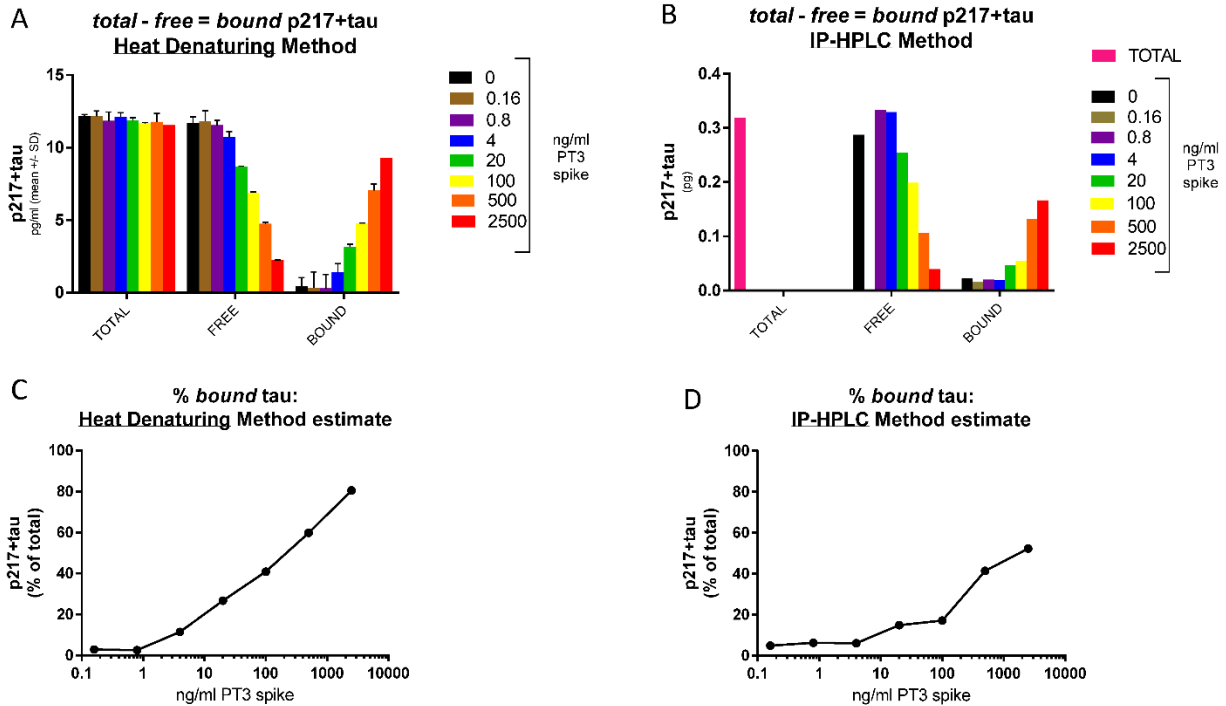 A
total - free = bound p217+tau
Heat Denaturing Method
15
10
5
0
p217+tau
pg/ml (mean +/- SD)
TOTAL
FREE
BOUND
0
0.16
0.8
4
20
100
500
2500
ng/ml
PT3
spike
B
total - free = bound p217+tau
IP-HPLC Method
0.4
0.3
0.2
0.1
0.0
p217+tau
(pg)
TOTAL
FREE
BOUND
TOTAL
0
0.16
0.8
4
20
100
500
2500
ng/ml
PT3
spike
C
% bound tau:
Heat Denaturing Method estimate
100
80
60
40
20
0
p217+tau
(% of total)
0.1
1
10
100
1000
10000
ng/ml PT3 spike
D
% bound tau:
IP-HPLC Method estimate
100
80
60
40
20
0
p217+tau
(% of total)
0.1
1
10
100
1000
10000
ng/ml PT3 spike